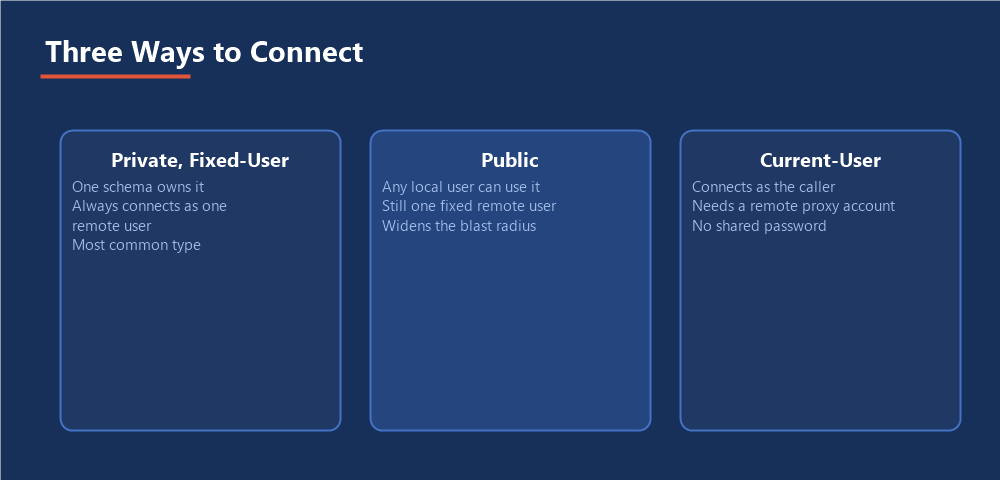 Three Ways to Connect
Private, Fixed-User
One schema owns it
Always connects as one
remote user
Most common type
Public
Any local user can use it
Still one fixed remote user
Widens the blast radius
Current-User
Connects as the caller
Needs a remote proxy account
No shared password